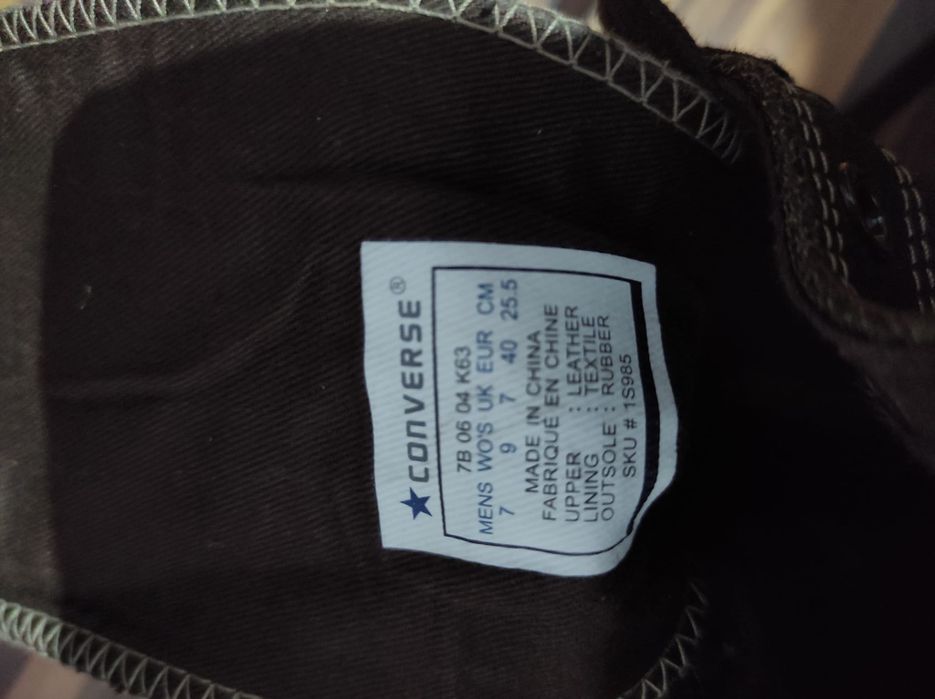 ★ CONVERSE®
7B 06 04 K63
MENS WO'S UK EUR CM
7 9 7 40 25.5
MADE IN CHINA
FABRIQUÉ EN CHINE
UPPER : LEATHER
LINING : TEXTILE
OUTSOLE : RUBBER
SKU # 1S985